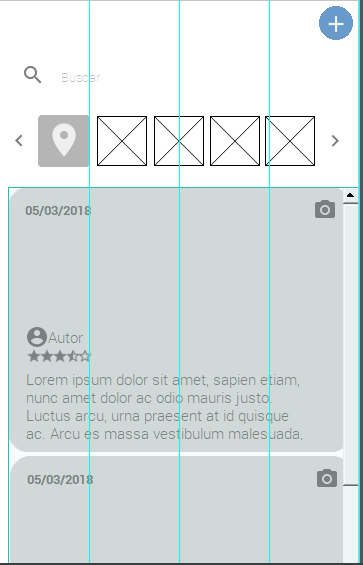 Buscar
05/03/2018
Autor
Lorem ipsum dolor sit amet, sapien etiam,
nunc amet dolor ac odio mauris justo.
Luctus arcu, urna praesent at id quisque
ac. Arcu es massa vestibulum malesuada,
05/03/2018